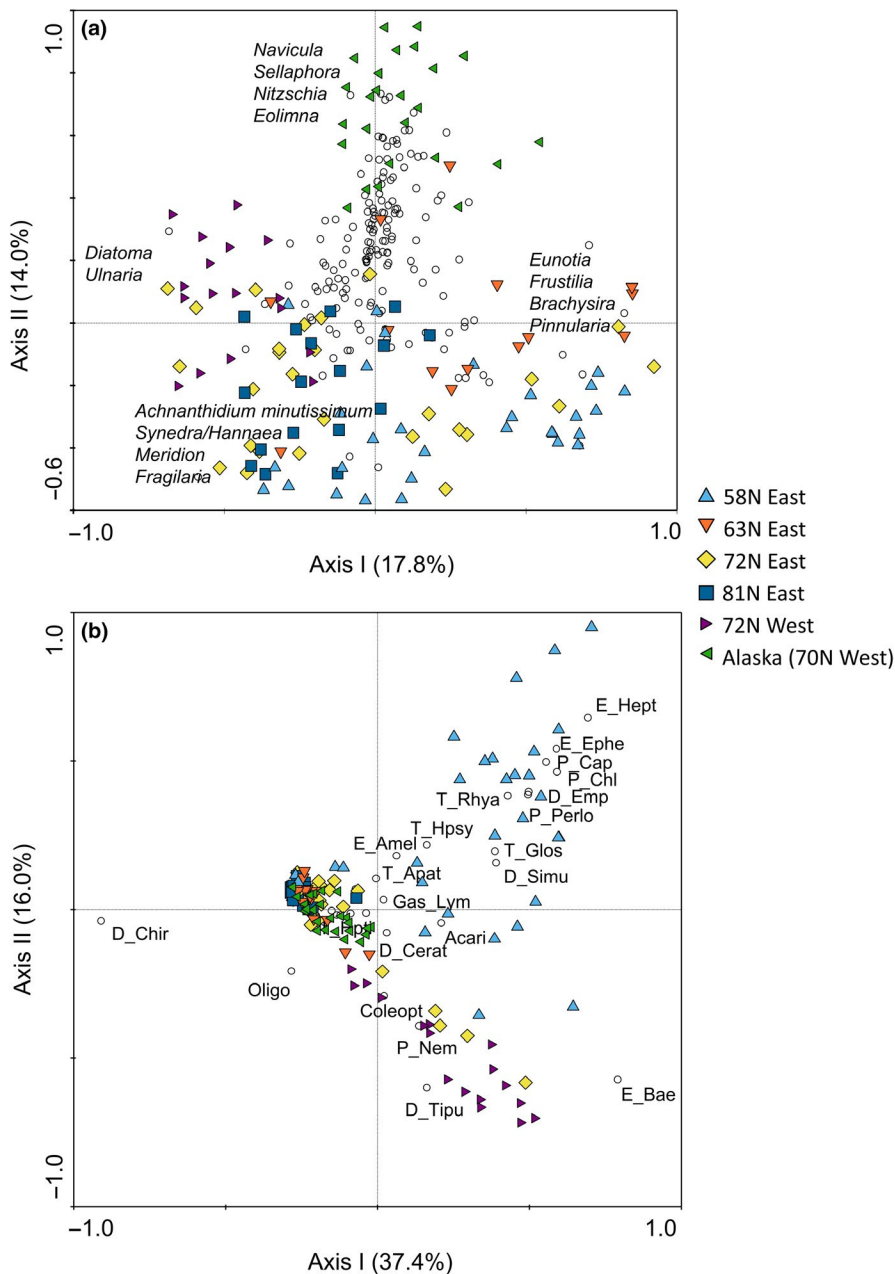 (a)
1.0
Navicula
Sellaphora
Nitzschia
Eolimna
Diatoma
Ulnaria
Eunotia
Frustilia
Brachysira
Pinnularia
Achnanthidium minutissimum
Synedra/Hannaea
Meridion
Fragilaria
Axis II (14.0%)
-0.6
–1.0
1.0
Axis I (17.8%)
58N East
63N East
72N East
81N East
72N West
Alaska (70N West)
(b)
1.0
E_Hept
E_Ephe
P_Cap
P_Chl
T_Rhya
D_Emp
P_Perlo
T_Hpsy
E_Amel
T_Glos
T_Apat
D_Simu
Gas_Lym
D_Chir
Acari
D_Cerat
Oligo
Coleopt
P_Nem
E_Bae
D_Tipu
Axis II (16.0%)
–1.0
–1.0
1.0
Axis I (37.4%)